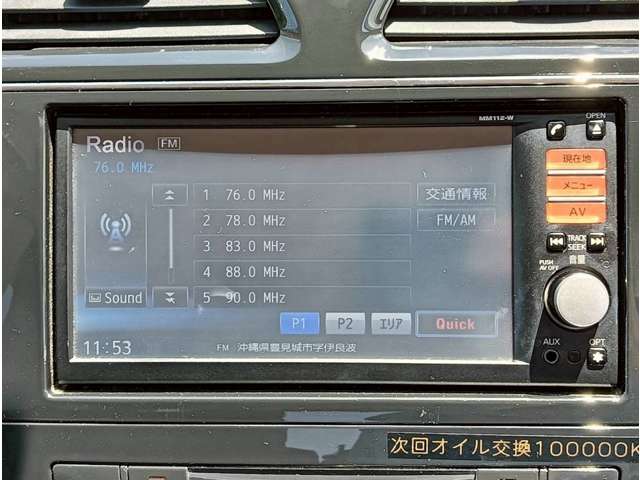 MM112-W
OPEN
Radio FM
76.0 MHz
現在地
1 76.0 MHz
交通情報
メニュー
2 78.0 MHz
FM/AM
AV
3 83.0 MHz
TRACK
SEEK
4 88.0 MHz
音量
PUSH
AV OFF
Sound
5 90.0 MHz
P1 P2 エリア Quick
11:53
FM 沖縄県豊見城市字伊良波
AUX
OPT
次回オイル交換100000K